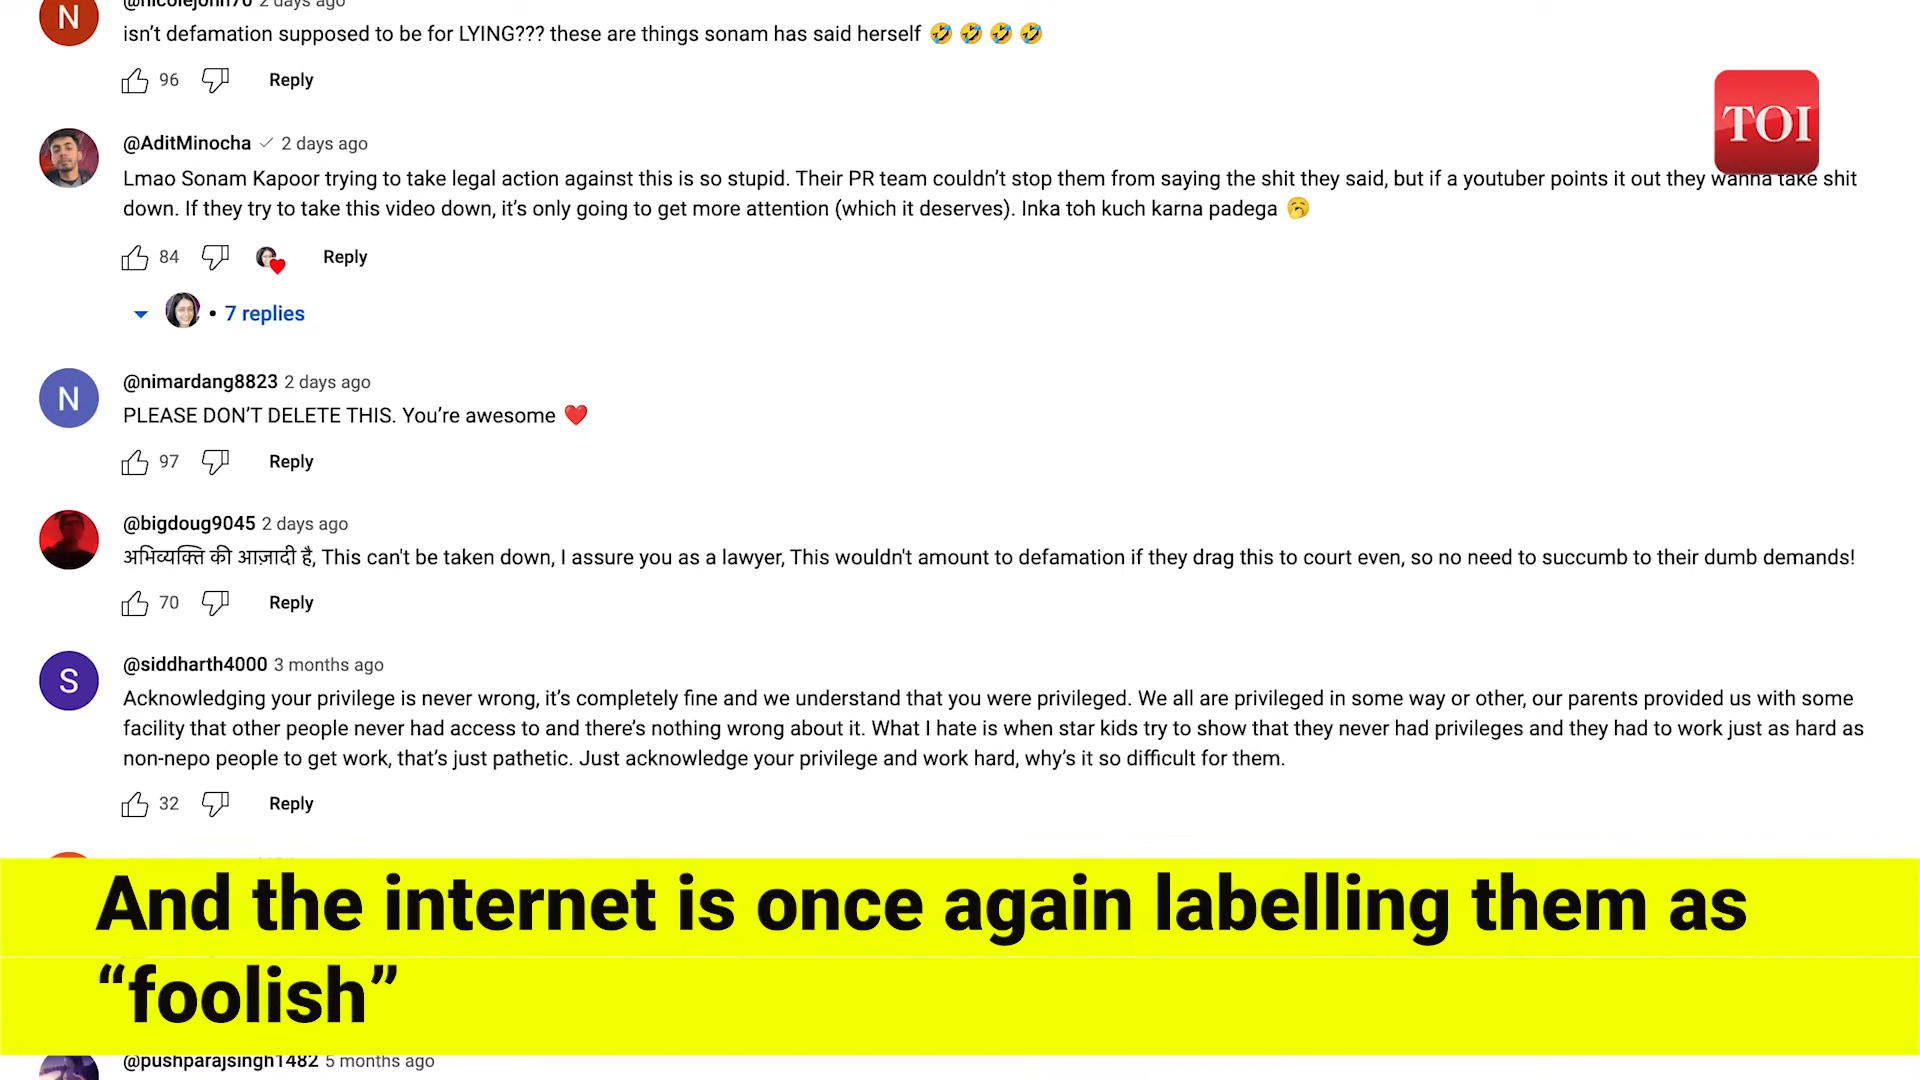 @nicolejohn70 2 days ago
N
isn’t defamation supposed to be for LYING??? these are things sonam has said herself 🤣 🤣 🤣 🤣
96 Reply
TOI
@AditMinocha 2 days ago
Lmao Sonam Kapoor trying to take legal action against this is so stupid. Their PR team couldn’t stop them from saying the shit they said, but if a youtuber points it out they wanna take shit
down. If they try to take this video down, it’s only going to get more attention (which it deserves). Inka toh kuch karna padega 🥱
84 Reply
• 7 replies
N
@nimardang8823 2 days ago
PLEASE DON’T DELETE THIS. You’re awesome ❤️
97 Reply
@bigdoug9045 2 days ago
अभिव्यक्ति की आज़ादी है, This can't be taken down, I assure you as a lawyer, This wouldn't amount to defamation if they drag this to court even, so no need to succumb to their dumb demands!
70 Reply
S
@siddharth4000 3 months ago
Acknowledging your privilege is never wrong, it’s completely fine and we understand that you were privileged. We all are privileged in some way or other, our parents provided us with some
facility that other people never had access to and there’s nothing wrong about it. What I hate is when star kids try to show that they never had privileges and they had to work just as hard as
non-nepo people to get work, that’s just pathetic. Just acknowledge your privilege and work hard, why’s it so difficult for them.
32 Reply
And the internet is once again labelling them as
“foolish”
@pushparajsingh1482 5 months ago